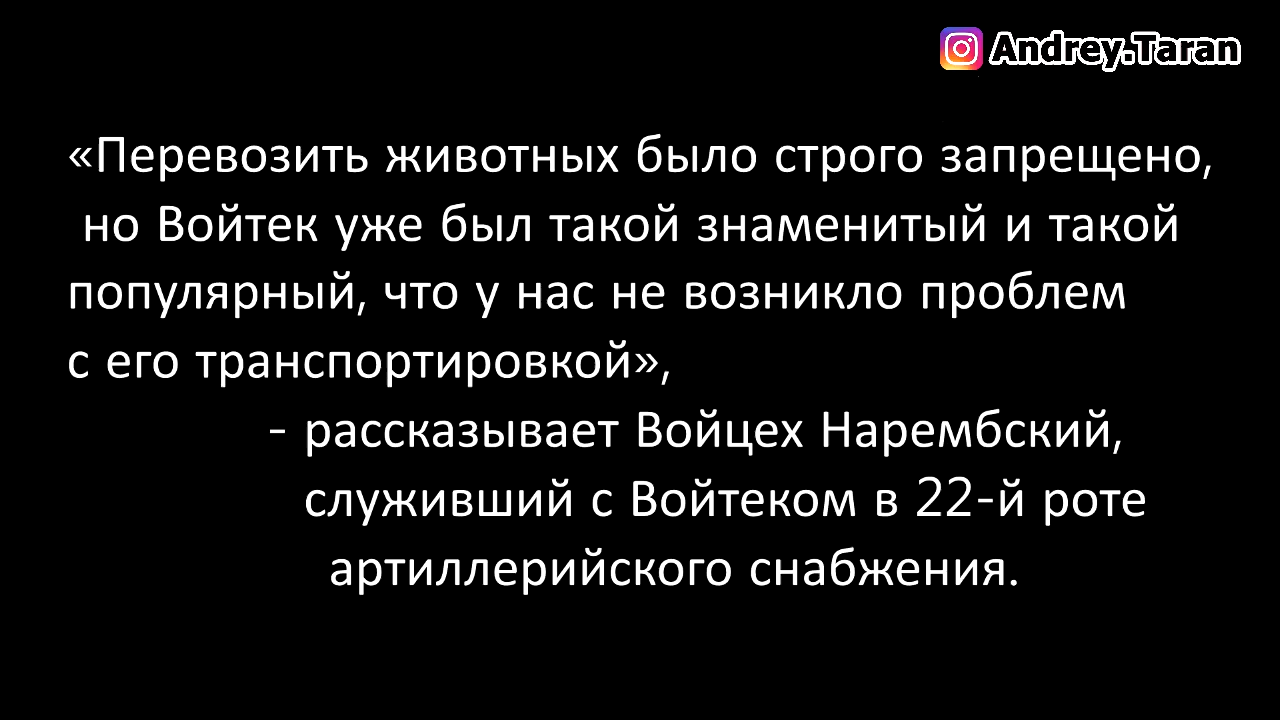 Andrey.Taran
«Перевозить животных было строго запрещено,
но Войтек уже был такой знаменитый и такой
популярный, что у нас не возникло проблем
с его транспортировкой»,
- рассказывает Войцех Нарембский,
служивший с Войтеком в 22-й роте
артиллерийского снабжения.